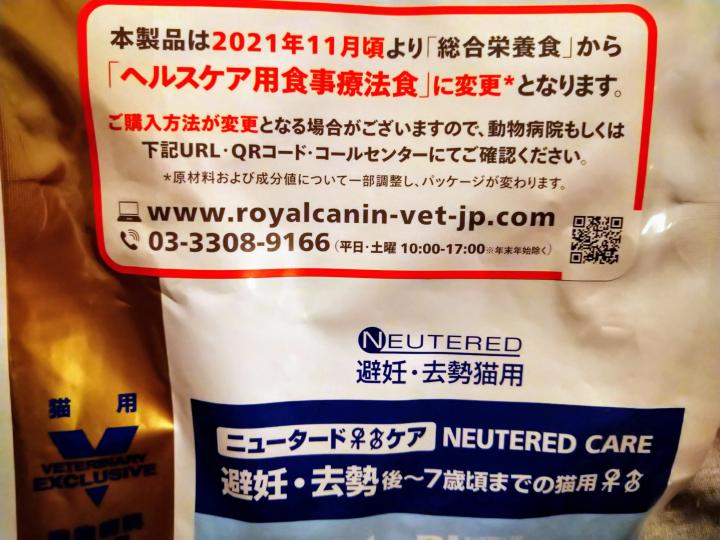 本製品は2021年11月頃より「総合栄養食」から
「ヘルスケア用食事療法食」に変更*となります。
ご購入方法が変更となる場合がございますので、動物病院もしくは
下記URL・QRコード・コールセンターにてご確認ください。
*原材料および成分値について一部調整し、パッケージが変わります。
www.royalcanin-vet-jp.com
03-3308-9166 (平日・土曜 10:00-17:00※年末年始除く)
NEUTERED
避妊・去勢猫用
猫用
VETERINARY
EXCLUSIVE
ニュータードケア NEUTERED CARE
避妊・去勢後〜7歳頃までの猫用